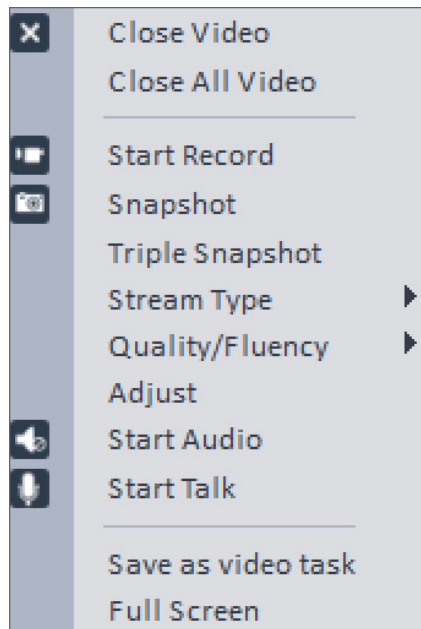 Close Video
Close All Video
Start Record
Snapshot
Triple Snapshot
Stream Type
Quality/Fluency
Adjust
Start Audio
Start Talk
Save as video task
Full Screen